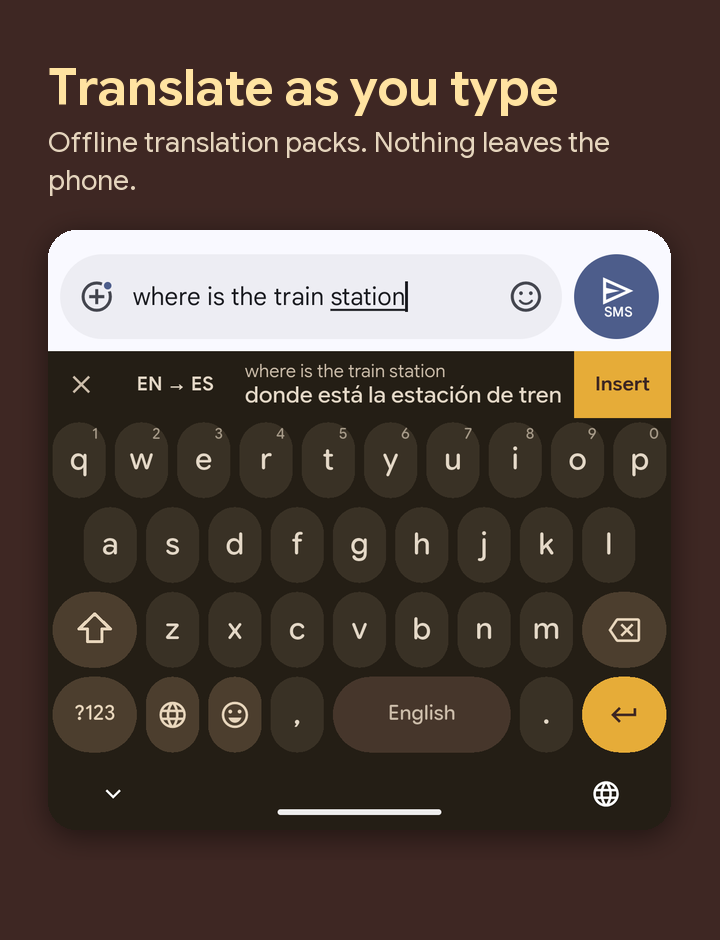 Translate as you type
Offline translation packs. Nothing leaves the
phone.
where is the train station
SMS
EN → ES
where is the train station
donde está la estación de tren
Insert
1 2 3 4 5 6 7 8 9 0
q w e r t y u i o p
a s d f g h j k l
z x c v b n m
?123 , English .